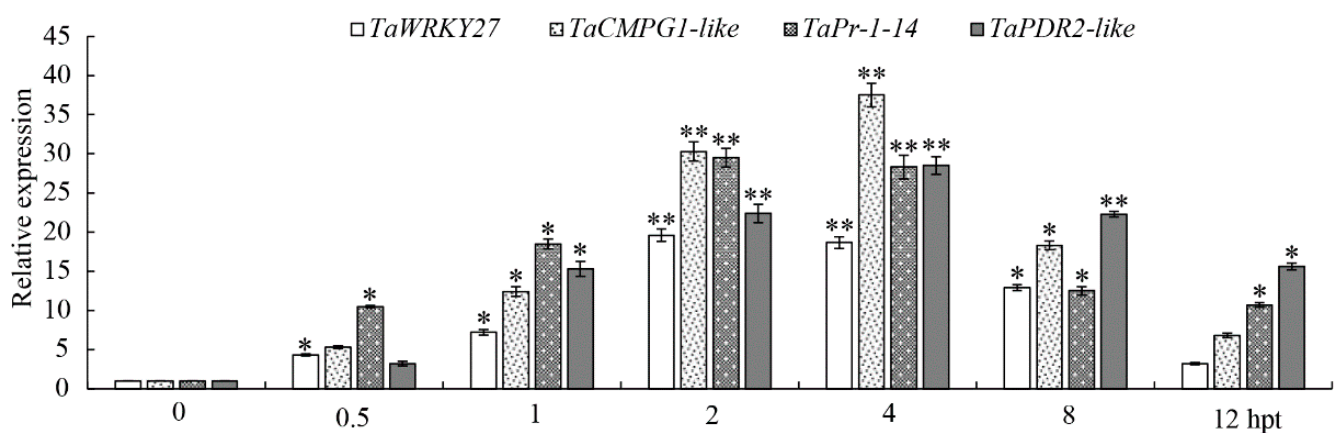 TaWRKY27 TaCMPG1-like TaPr-1-14 TaPDR2-like
Relative expression
45
40
35
30
25
20
15
10
5
0
* * * * * * * ** ** ** ** ** ** ** ** * * * ** * *
0 0.5 1 2 4 8 12 hpt